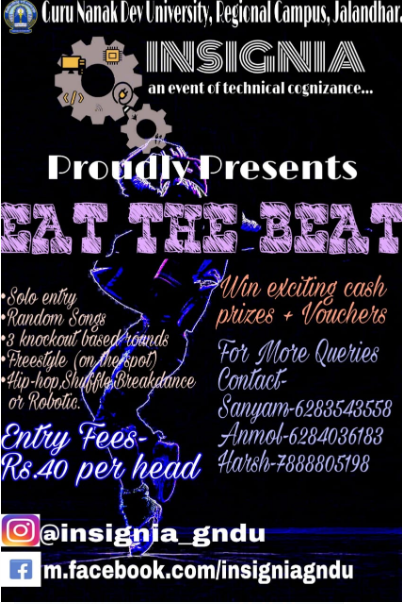 Guru Nanak Dev University, Regional Campus, Jalandhar.
INSIGNIA
an event of technical cognizance...
Proudly Presents
EAT THE BEAT
•Solo entry
•Random Songs
•3 knockout based rounds
•Freestyle (on the spot)
•Hip-hop,Shuffle,Breakdance
or Robotic.
Entry Fees-
Rs.40 per head
Win exciting cash
prizes + Vouchers
For More Queries
Contact-
Sanyam-6283543558
Anmol-6284036183
Harsh-7888805198
@insignia_gndu
m.facebook.com/insigniagndu